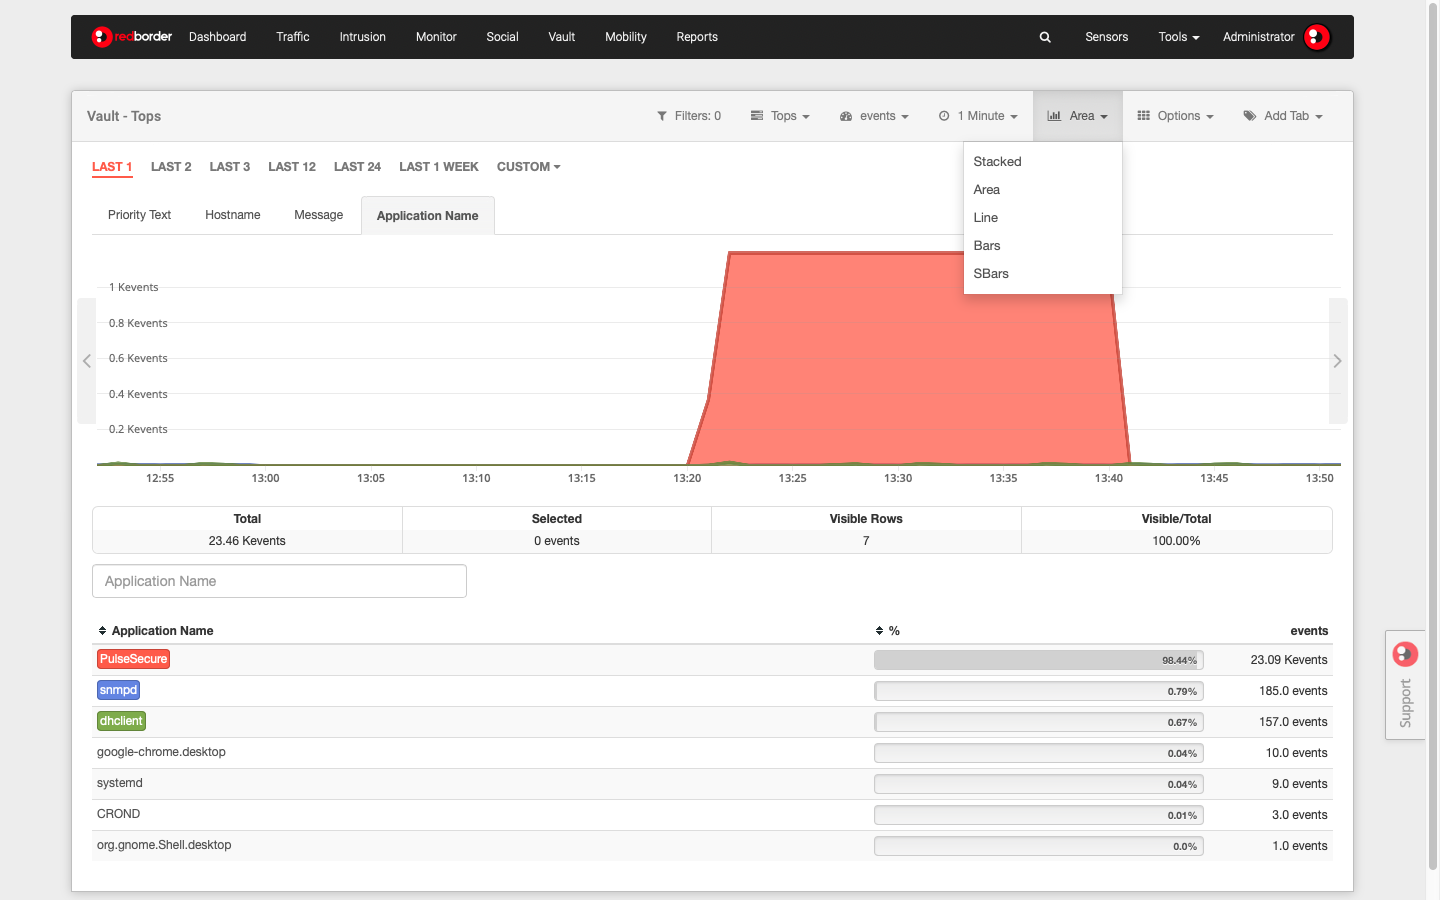 redborder Dashboard Traffic Intrusion Monitor Social Vault Mobility Reports Sensors Tools Administrator
Vault - Tops Filters: 0 Tops events 1 Minute Area Options Add Tab
Stacked
Area
Line
Bars
SBars
LAST 1 LAST 2 LAST 3 LAST 12 LAST 24 LAST 1 WEEK CUSTOM
Priority Text Hostname Message Application Name
1 Kevents
0.8 Kevents
0.6 Kevents
0.4 Kevents
0.2 Kevents
12:55 13:00 13:05 13:10 13:15 13:20 13:25 13:30 13:35 13:40 13:45 13:50
Total Selected Visible Rows Visible/Total
23.46 Kevents 0 events 7 100.00%
Application Name
Application Name % events
PulseSecure 98.44% 23.09 Kevents
snmpd 0.79% 185.0 events
dhclient 0.67% 157.0 events
google-chrome.desktop 0.04% 10.0 events
systemd 0.04% 9.0 events
CROND 0.01% 3.0 events
org.gnome.Shell.desktop 0.0% 1.0 events
Support